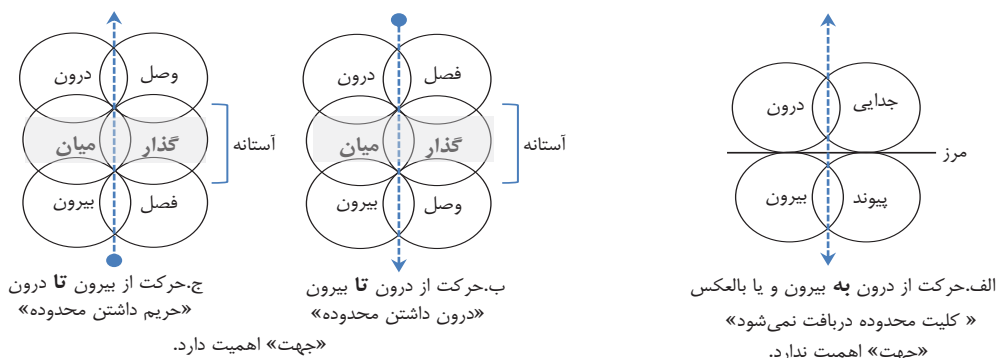 جدایی
درون
مرز
پیوند
بیرون
الف.حرکت از درون به بیرون و یا بالعکس
« کلیت محدوده دریافت نمی‌شود»
«جهت» اهمیت ندارد.
فصل
درون
آستانه
گذار
میان
وصل
بیرون
ب.حرکت از درون تا بیرون
«درون داشتن محدوده»
وصل
درون
آستانه
گذار
میان
فصل
بیرون
ج.حرکت از بیرون تا درون
«حریم داشتن محدوده»
«جهت» اهمیت دارد.